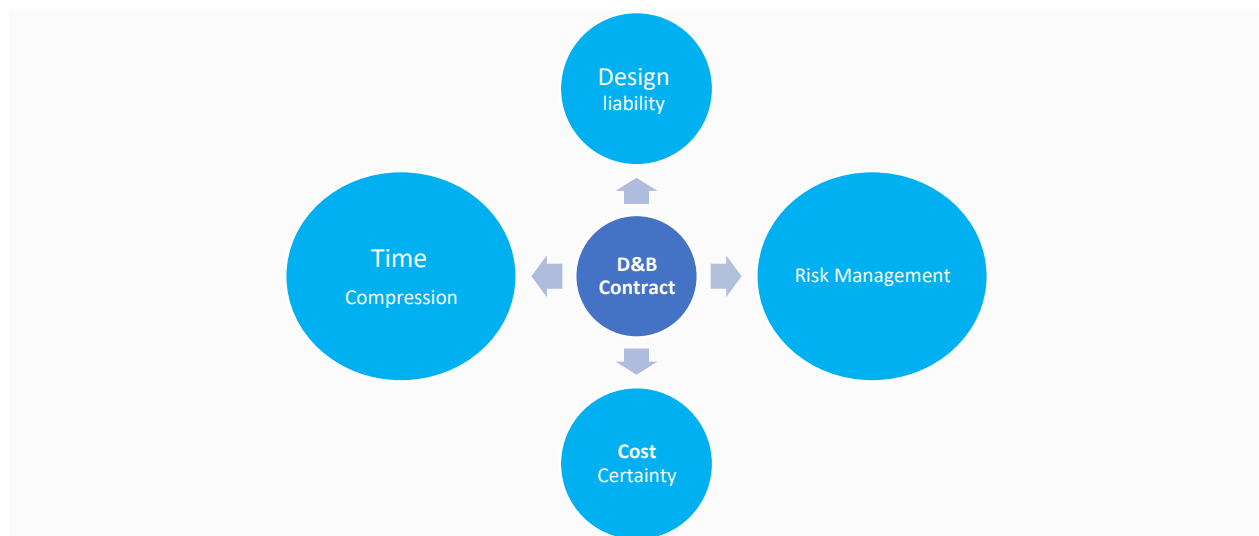 Design
liability
Time
Compression
D&B
Contract
Risk Management
Cost
Certainty